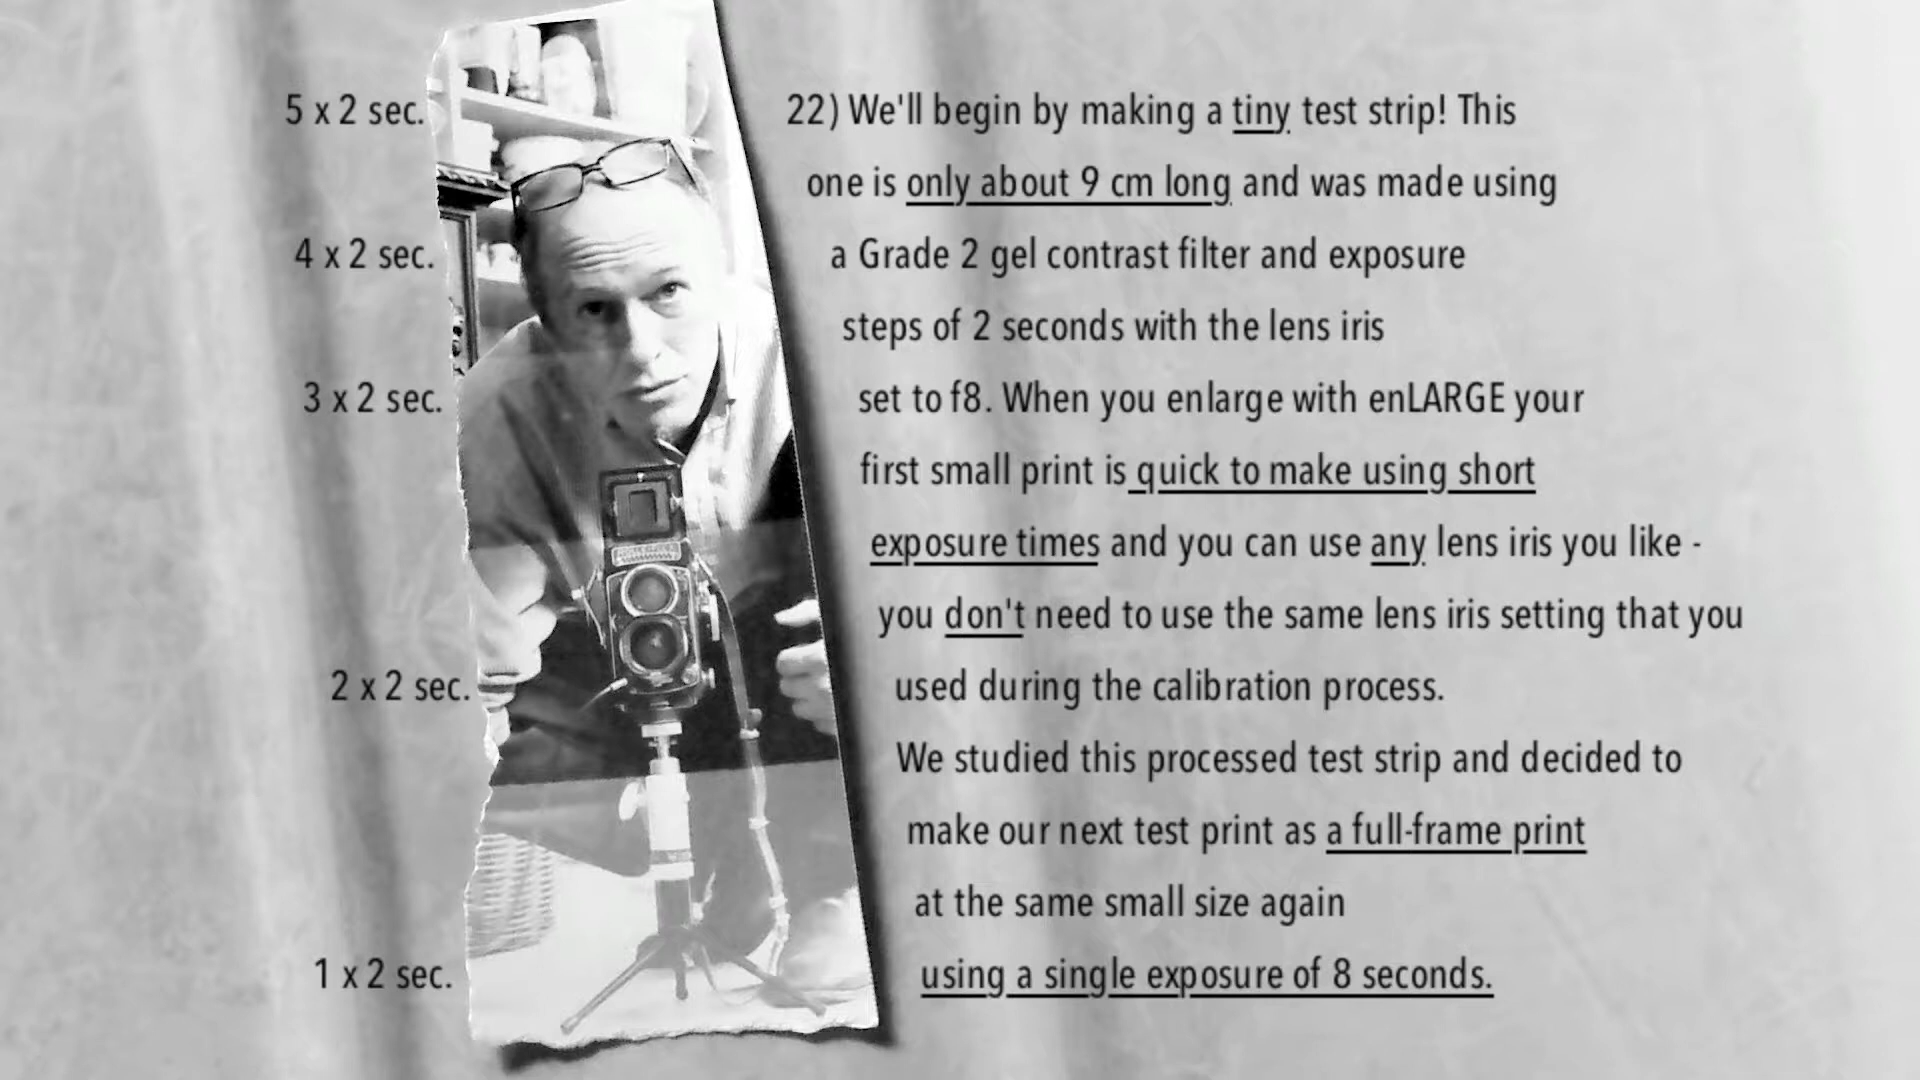 5 x 2 sec.
4 x 2 sec.
3 x 2 sec.
2 x 2 sec.
1 x 2 sec.
22) We'll begin by making a tiny test strip! This
one is only about 9 cm long and was made using
a Grade 2 gel contrast filter and exposure
steps of 2 seconds with the lens iris
set to f8. When you enlarge with enLARGE your
first small print is quick to make using short
exposure times and you can use any lens iris you like -
you don't need to use the same lens iris setting that you
used during the calibration process.
We studied this processed test strip and decided to
make our next test print as a full-frame print
at the same small size again
using a single exposure of 8 seconds.